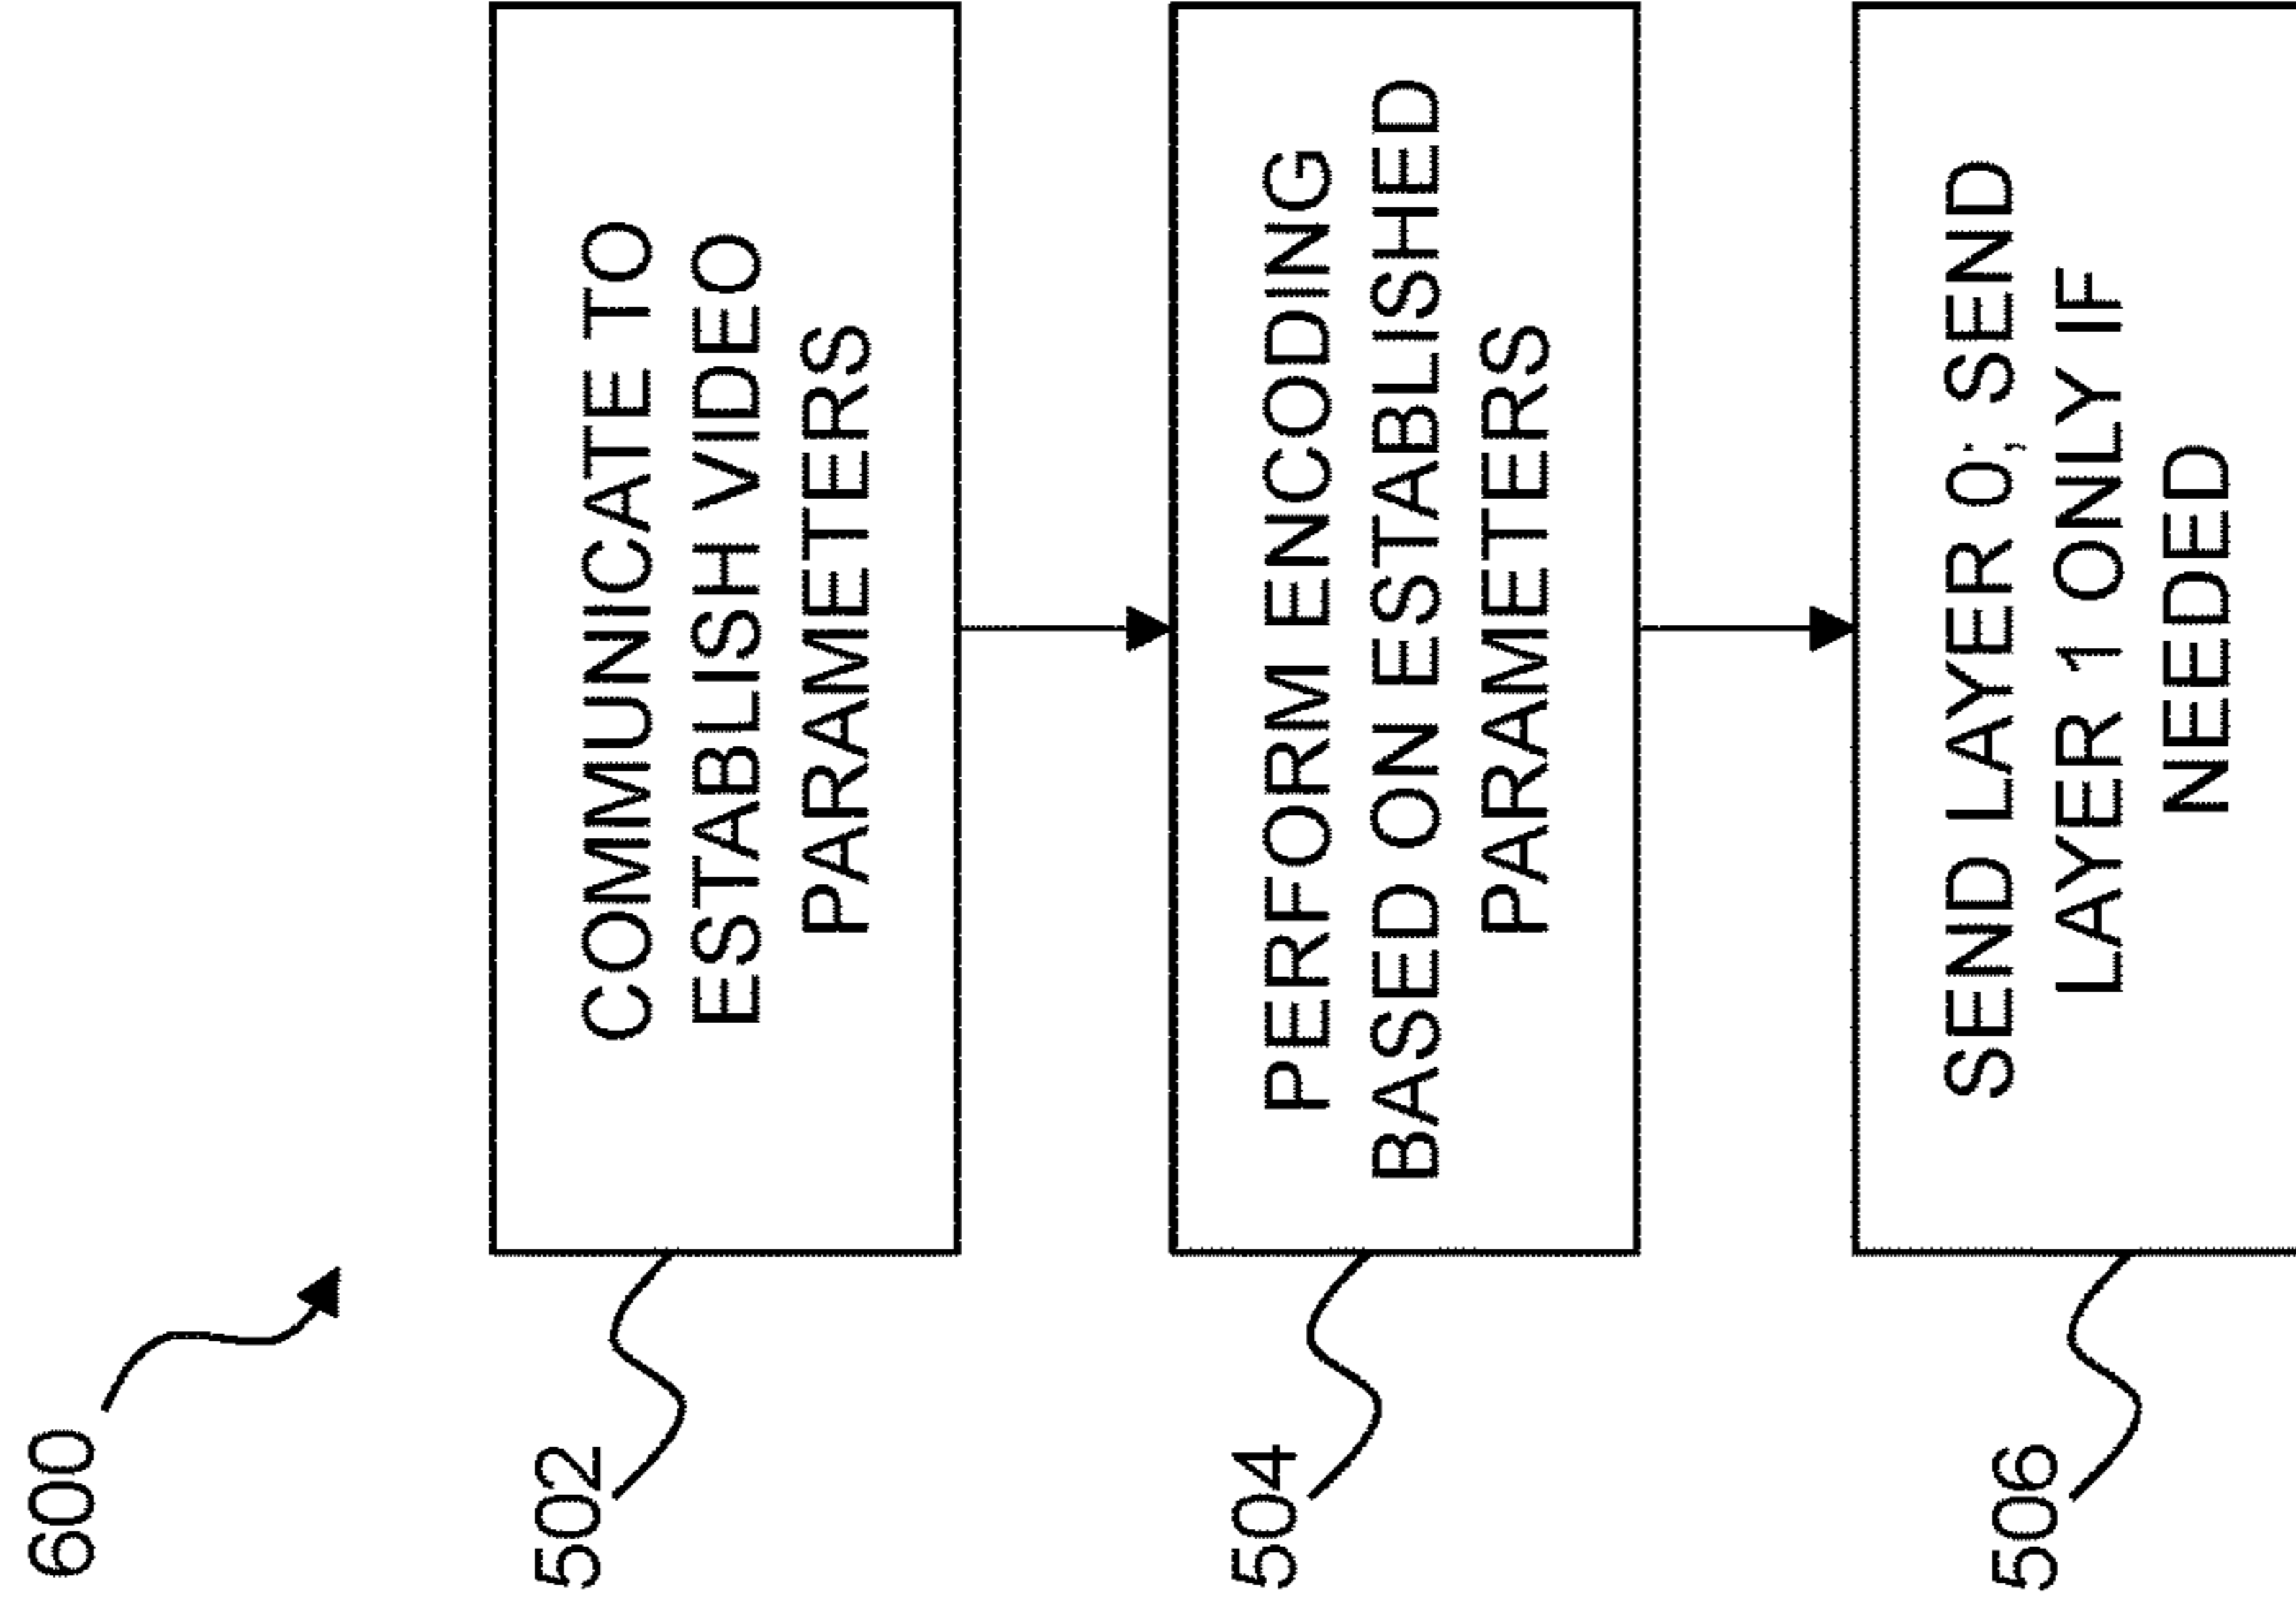 600
502
COMMUNICATE TO
ESTABLISH VIDEO
PARAMETERS
504
PERFORM ENCODING
BASED ON ESTABLISHED
PARAMETERS
506
SEND LAYER 0; SEND
LAYER 1 ONLY IF
NEEDED